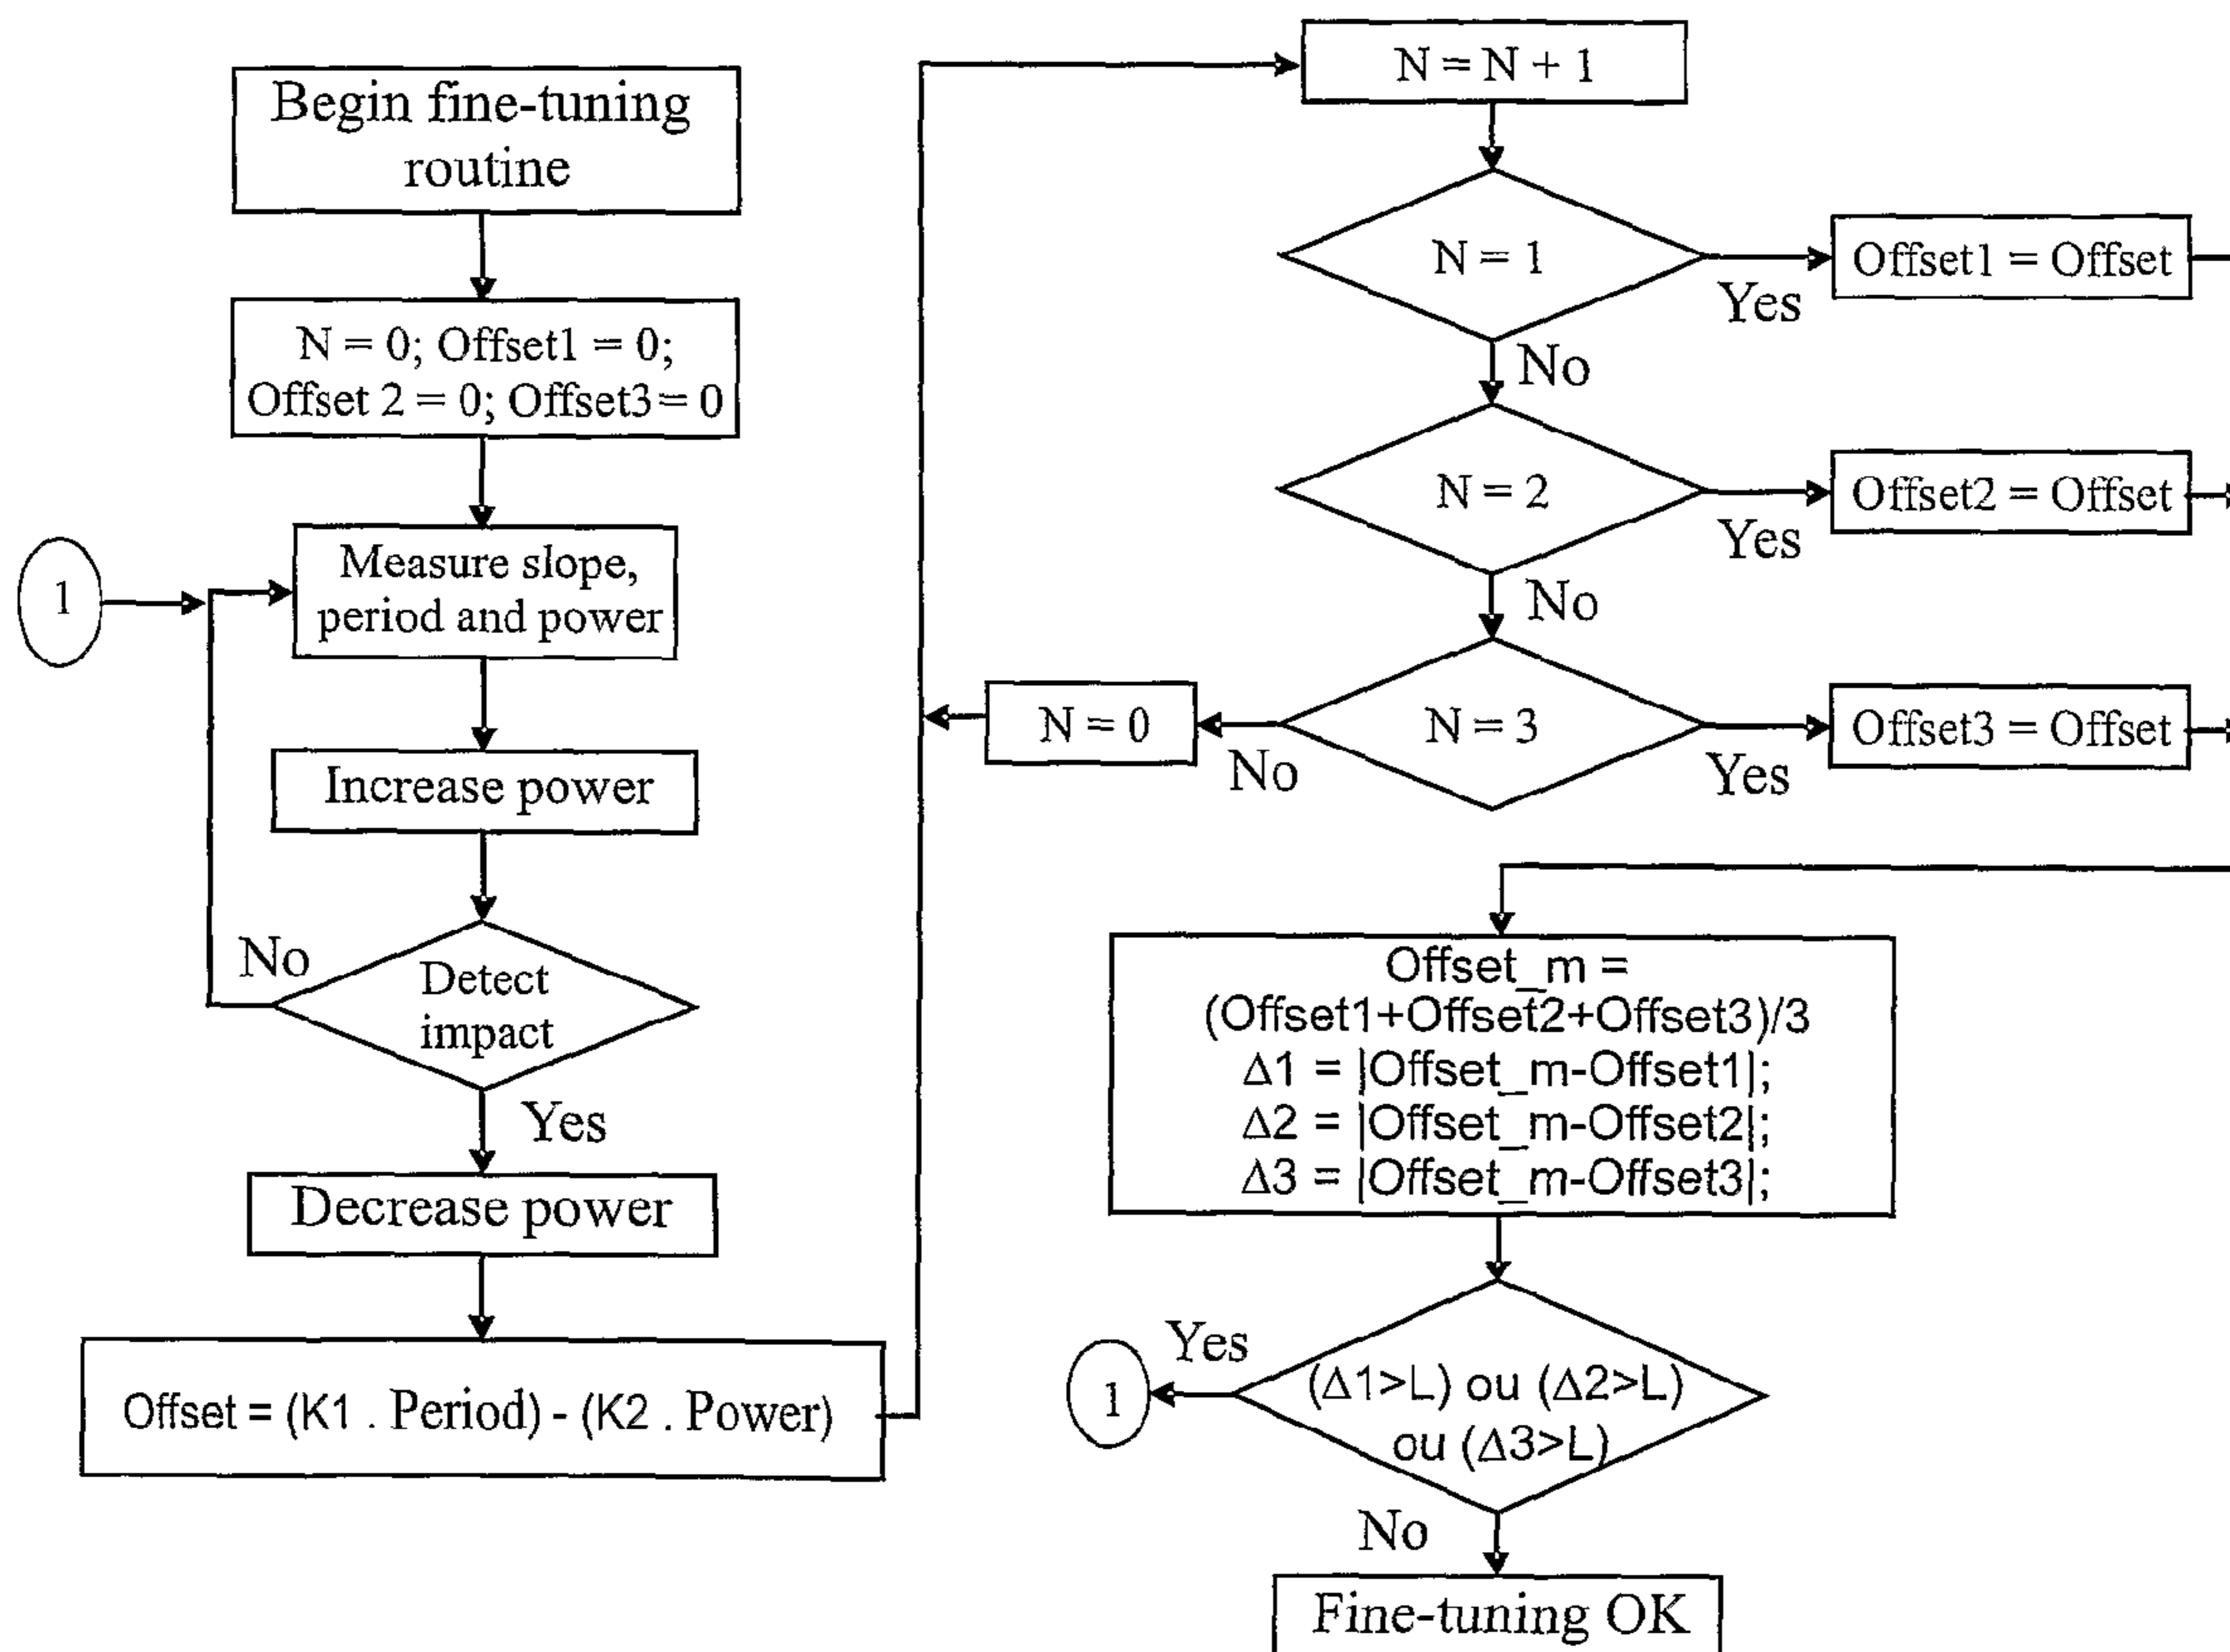 Begin fine-tuning
routine
N = 0; Offset1 = 0;
Offset 2 = 0; Offset3 = 0
1
Measure slope,
period and power
Increase power
No
Detect
impact
Yes
Decrease power
Offset = (K1 . Period) - (K2 . Power)
N = N + 1
N = 1
Yes
Offset1 = Offset
No
N = 2
Yes
Offset2 = Offset
No
N = 3
Yes
Offset3 = Offset
No
N = 0
Offset_m =
(Offset1+Offset2+Offset3)/3
Δ1 = |Offset_m-Offset1|;
Δ2 = |Offset_m-Offset2|;
Δ3 = |Offset_m-Offset3|;
Yes
1
(Δ1>L) ou (Δ2>L)
ou (Δ3>L)
No
Fine-tuning OK